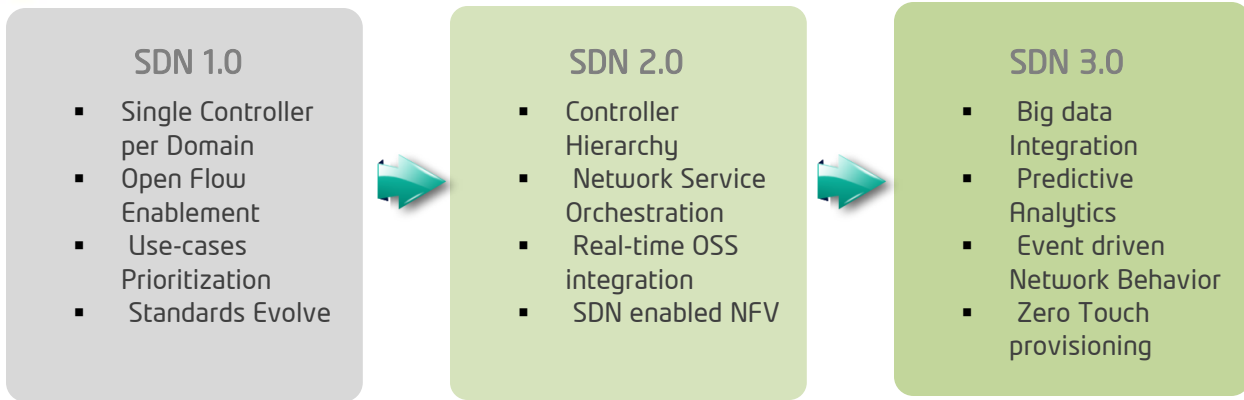 SDN 1.0
▪ Single Controller
per Domain
▪ Open Flow
Enablement
▪ Use-cases
Prioritization
▪ Standards Evolve
SDN 2.0
▪ Controller
Hierarchy
▪ Network Service
Orchestration
▪ Real-time OSS
integration
▪ SDN enabled NFV
SDN 3.0
▪ Big data
Integration
▪ Predictive
Analytics
▪ Event driven
Network Behavior
▪ Zero Touch
provisioning